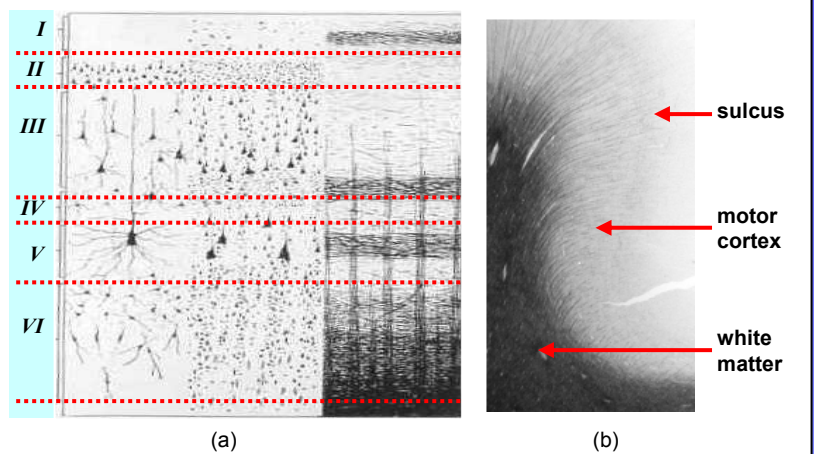 I
II
III
IV
V
VI
sulcus
motor
cortex
white
matter
(a)
(b)